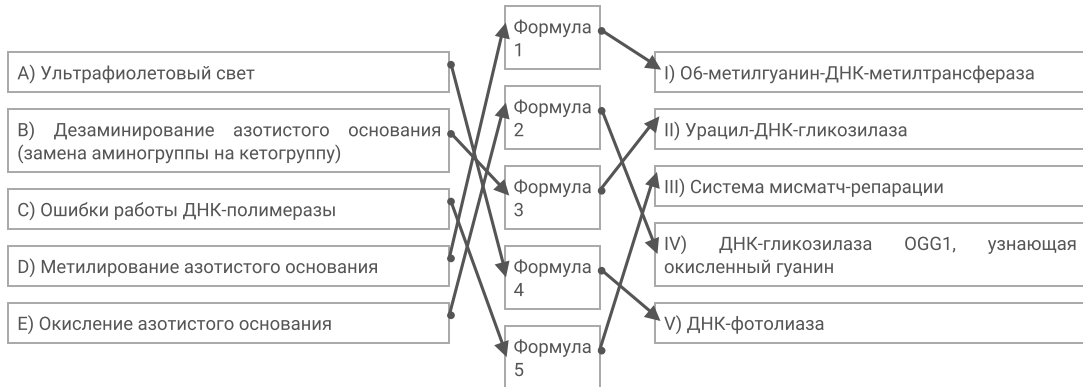 A) Ультрафиолетовый свет
B) Дезаминирование азотистого основания
(замена аминогруппы на кетогруппу)
C) Ошибки работы ДНК-полимеразы
D) Метилирование азотистого основания
E) Окисление азотистого основания
Формула
1
Формула
2
Формула
3
Формула
4
Формула
5
I) О6-метилгуанин-ДНК-метилтрансфераза
II) Урацил-ДНК-гликозилаза
III) Система мисматч-репарации
IV) ДНК-гликозилаза OGG1, узнающая
окисленный гуанин
V) ДНК-фотолиаза